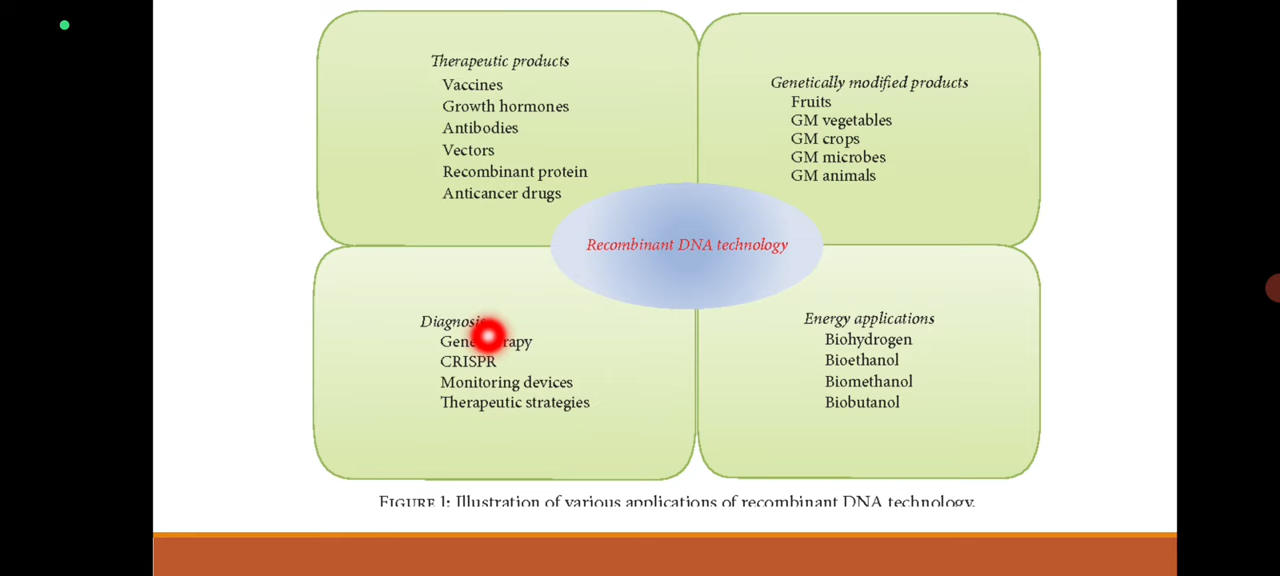 Therapeutic products
Vaccines
Growth hormones
Antibodies
Vectors
Recombinant protein
Anticancer drugs
Genetically modified products
Fruits
GM vegetables
GM crops
GM microbes
GM animals
Recombinant DNA technology
Diagnosis
CRISPR
Monitoring devices
Therapeutic strategies
Energy applications
Biohydrogen
Bioethanol
Biomethanol
Biobutanol
FIGURE 1: Illustration of various applications of recombinant DNA technology.